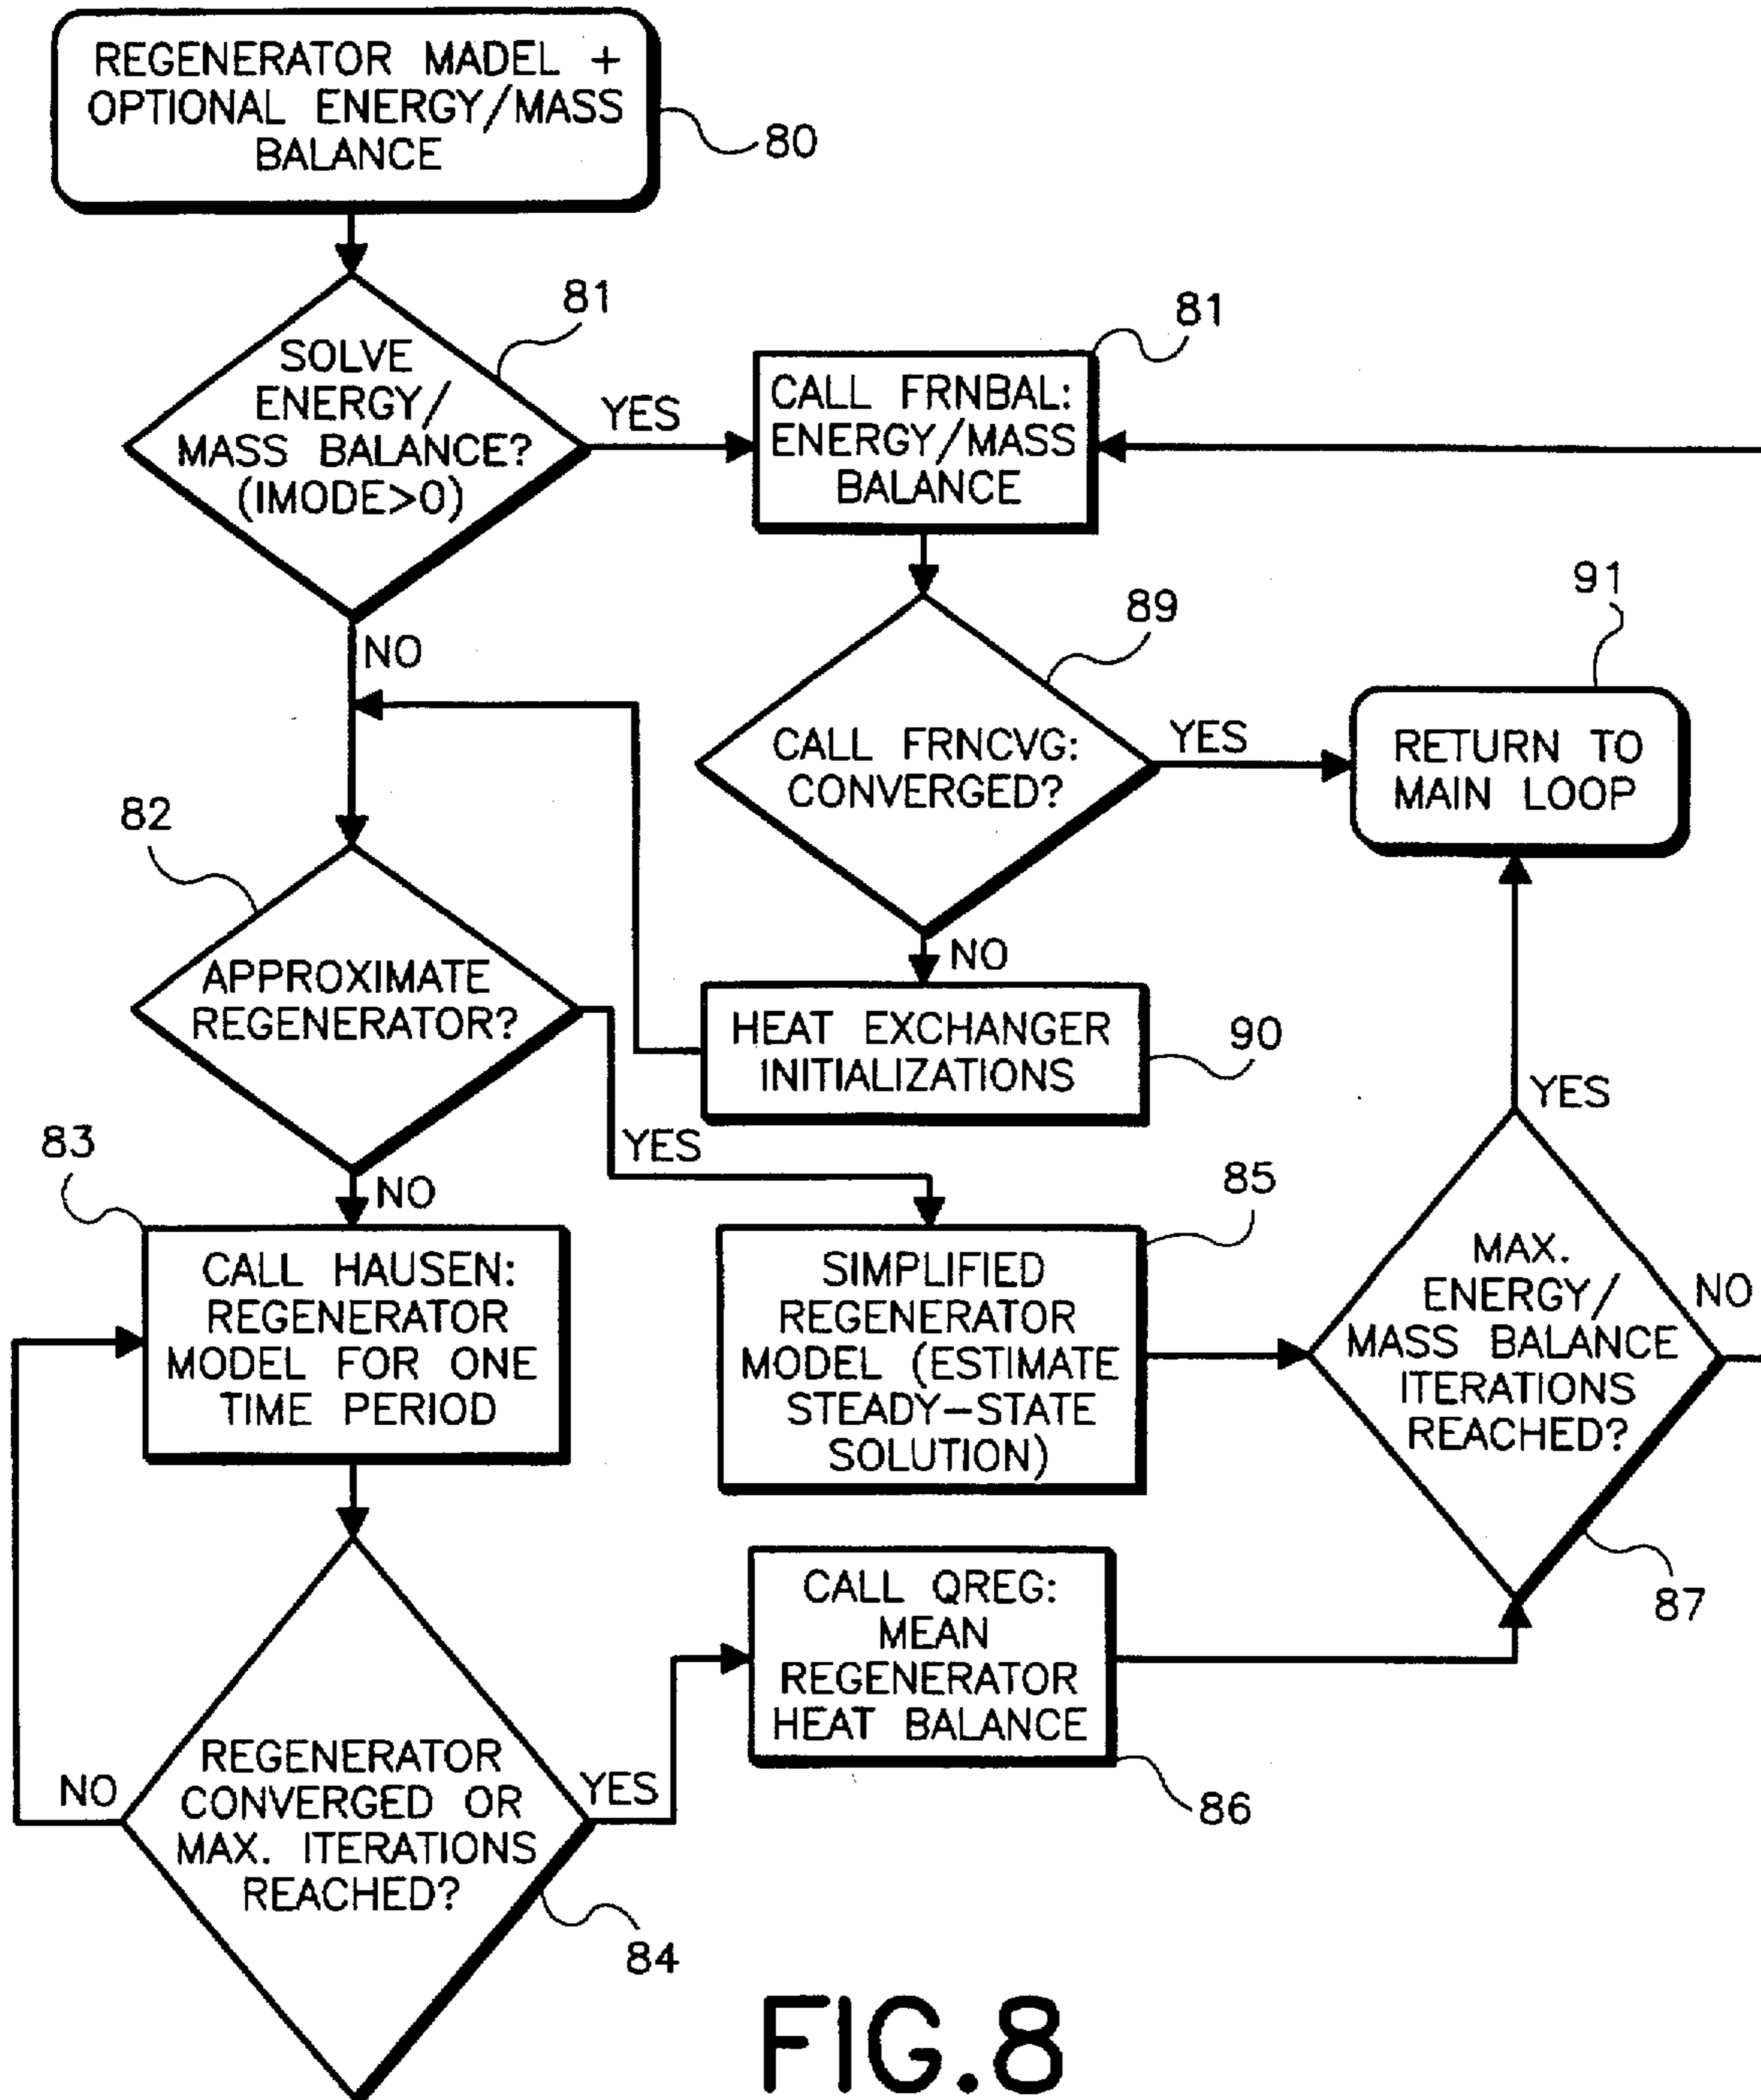 REGENERATOR MADEL +
OPTIONAL ENERGY/MASS
BALANCE
80
SOLVE
ENERGY/
MASS BALANCE?
(IMODE>0)
81
YES
NO
CALL FRNBAL:
ENERGY/MASS
BALANCE
81
CALL FRNCVG:
CONVERGED?
89
YES
NO
RETURN TO
MAIN LOOP
91
HEAT EXCHANGER
INITIALIZATIONS
90
APPROXIMATE
REGENERATOR?
82
YES
NO
CALL HAUSEN:
REGENERATOR
MODEL FOR ONE
TIME PERIOD
83
SIMPLIFIED
REGENERATOR
MODEL (ESTIMATE
STEADY-STATE
SOLUTION)
85
MAX.
ENERGY/
MASS BALANCE
ITERATIONS
REACHED?
87
YES
NO
REGENERATOR
CONVERGED OR
MAX. ITERATIONS
REACHED?
84
NO
YES
CALL QREG:
MEAN
REGENERATOR
HEAT BALANCE
86
FIG.8